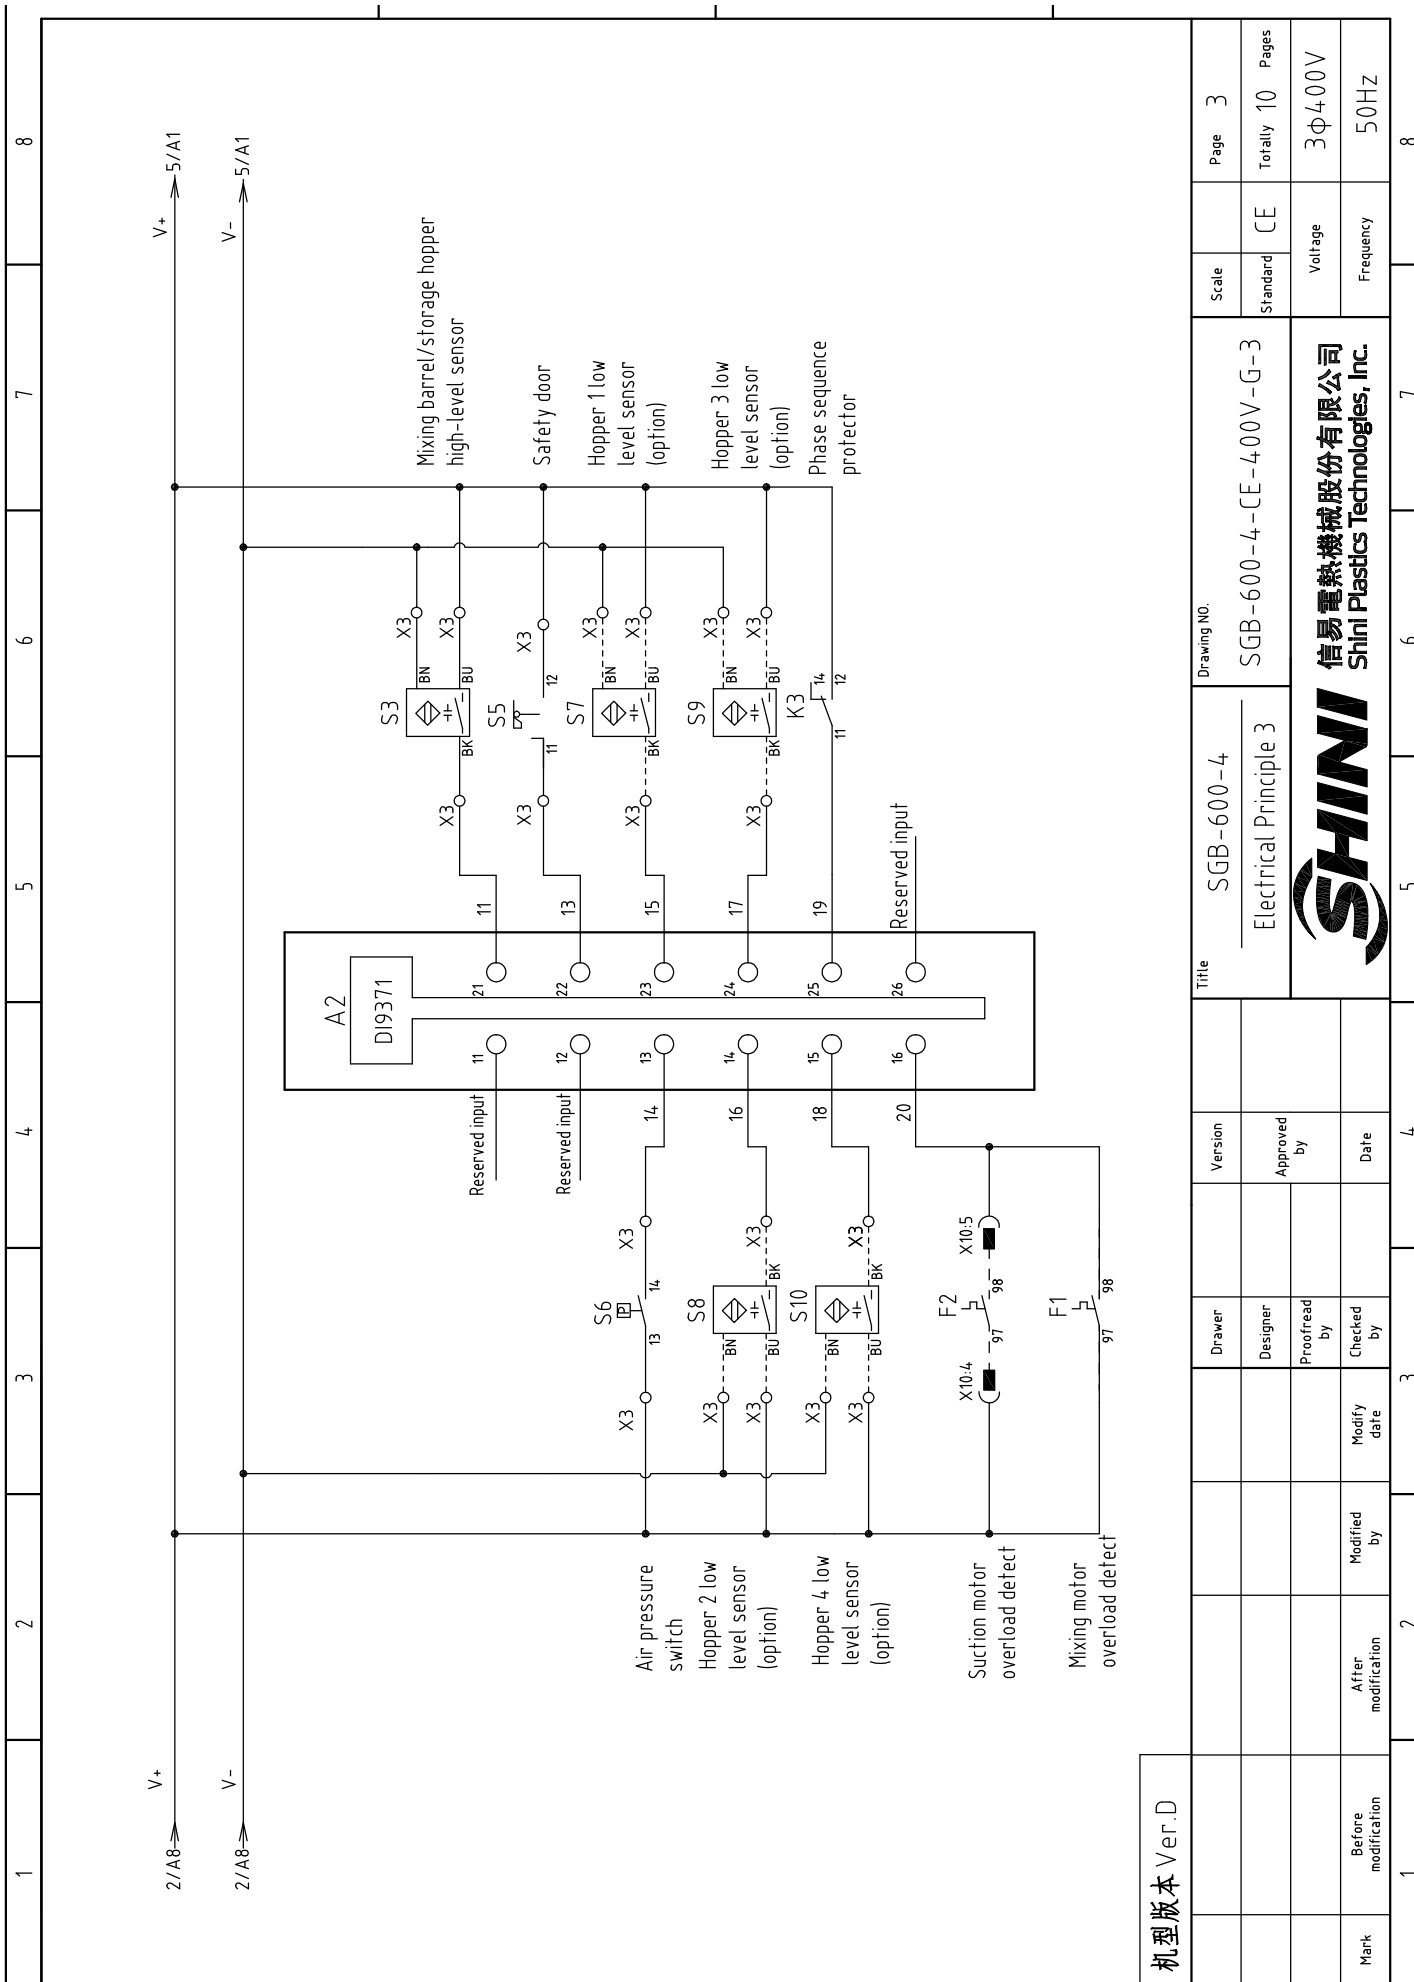 1
2
3
4
5
6
7
8
2/A8
V+
V+
5/A1
2/A8
V-
V-
5/A1
Mixing barrel/storage hopper
high-level sensor
S3
X3
BN
X3
BK
BU
X3
Safety door
S5
X3
11
12
X3
Hopper 1 low
level sensor
(option)
S7
X3
BN
X3
BK
BU
X3
Hopper 3 low
level sensor
(option)
S9
X3
BN
X3
BK
BU
X3
Phase sequence
protector
K3
11
14
12
A2
DI9371
Reserved input
11
21
11
Reserved input
12
22
13
14
13
23
15
16
14
24
17
18
15
25
19
20
16
26
Reserved input
Air pressure
switch
S6
P
X3
13
14
X3
Hopper 2 low
level sensor
(option)
S8
X3
BN
X3
BU
BK
X3
Hopper 4 low
level sensor
(option)
S10
X3
BN
X3
BU
BK
X3
Suction motor
overload detect
F2
X10:4
97
98
X10:5
Mixing motor
overload detect
F1
97
98
机型版本 Ver.D
Mark
Before
modification
After
modification
Modified
by
Modify
date
Drawer
Designer
Proofread
by
Checked
by
Version
Approved
by
Date
Title
SGB-600-4
Electrical Principle 3
Drawing NO.
SGB-600-4-CE-400V-G-3
SHINI
信易電熱機械股份有限公司
Shini Plastics Technologies, Inc.
Scale
Page 3
Standard CE
Totally 10 Pages
Voltage
3ϕ400V
Frequency
50HZ
1
2
3
4
5
6
7
8